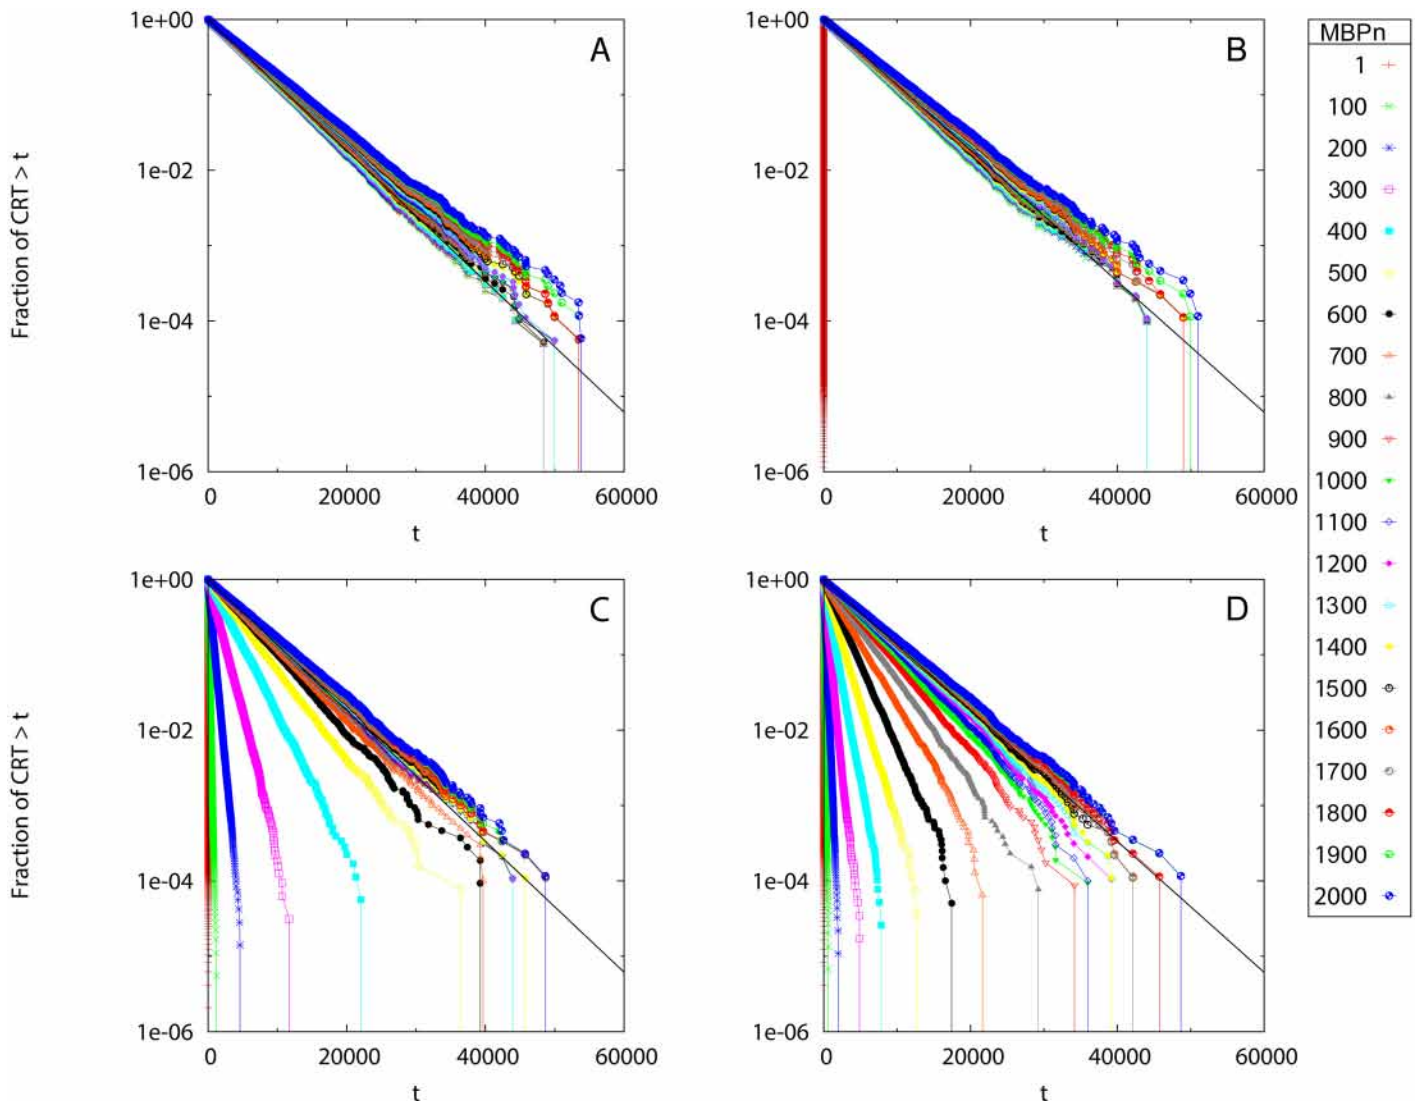 Fraction of CRT > t
1e+00
1e-02
1e-04
1e-06
0
20000
40000
60000
t
A
1e+00
1e-02
1e-04
1e-06
0
20000
40000
60000
t
B
Fraction of CRT > t
1e+00
1e-02
1e-04
1e-06
0
20000
40000
60000
t
C
1e+00
1e-02
1e-04
1e-06
0
20000
40000
60000
t
D
MBPn
1
100
200
300
400
500
600
700
800
900
1000
1100
1200
1300
1400
1500
1600
1700
1800
1900
2000